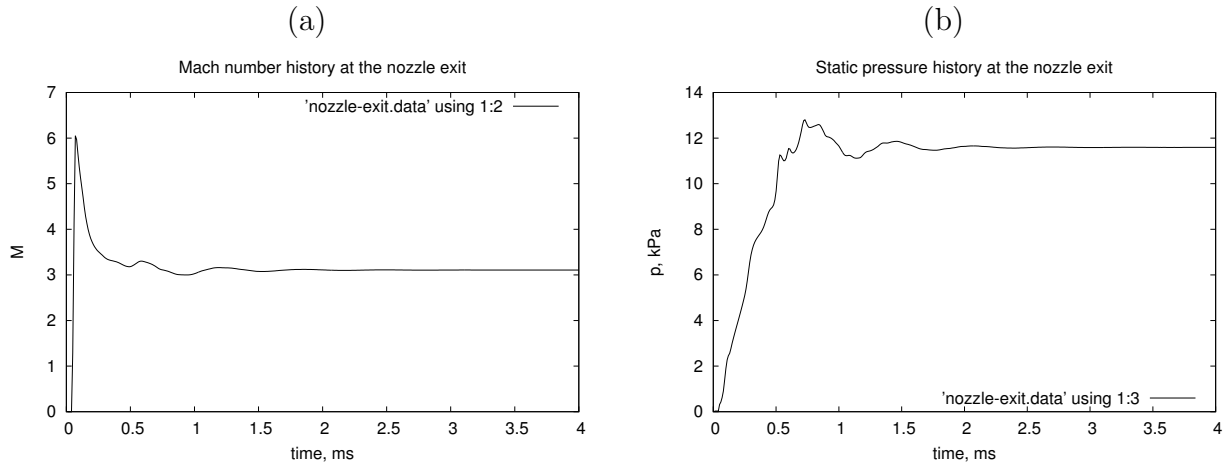 (a)
Mach number history at the nozzle exit
7
6
5
4
3
2
1
0
M
'nozzle-exit.data' using 1:2
0 0.5 1 1.5 2 2.5 3 3.5 4
time, ms
(b)
Static pressure history at the nozzle exit
14
12
10
8
6
4
2
0
p, kPa
'nozzle-exit.data' using 1:3
0 0.5 1 1.5 2 2.5 3 3.5 4
time, ms